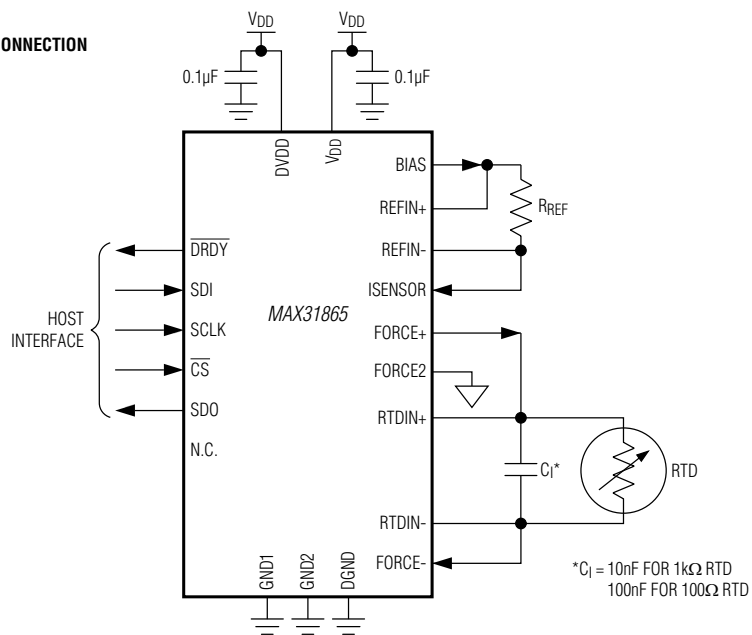 ONNECTION
VDD
VDD
0.1µF
0.1µF
DVDD
VDD
BIAS
REFIN+
RREF
REFIN-
ISENSOR
DRDY
SDI
SCLK
CS
SDO
N.C.
HOST
INTERFACE
MAX31865
FORCE+
FORCE2
RTDIN+
CI*
RTD
RTDIN-
FORCE-
GND1
GND2
DGND
*CI = 10nF FOR 1kΩ RTD
100nF FOR 100Ω RTD